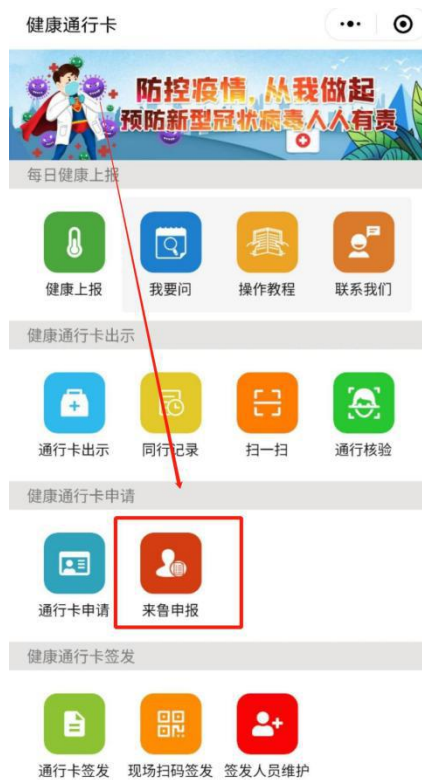 健康通行卡
防控疫情,从我做起
预防新型冠状病毒人人有责
每日健康上报
健康上报 我要问 操作教程 联系我们
健康通行卡出示
通行卡出示 同行记录 扫一扫 通行核验
健康通行卡申请
通行卡申请 来鲁申报
健康通行卡签发
通行卡签发 现场扫码签发 签发人员维护